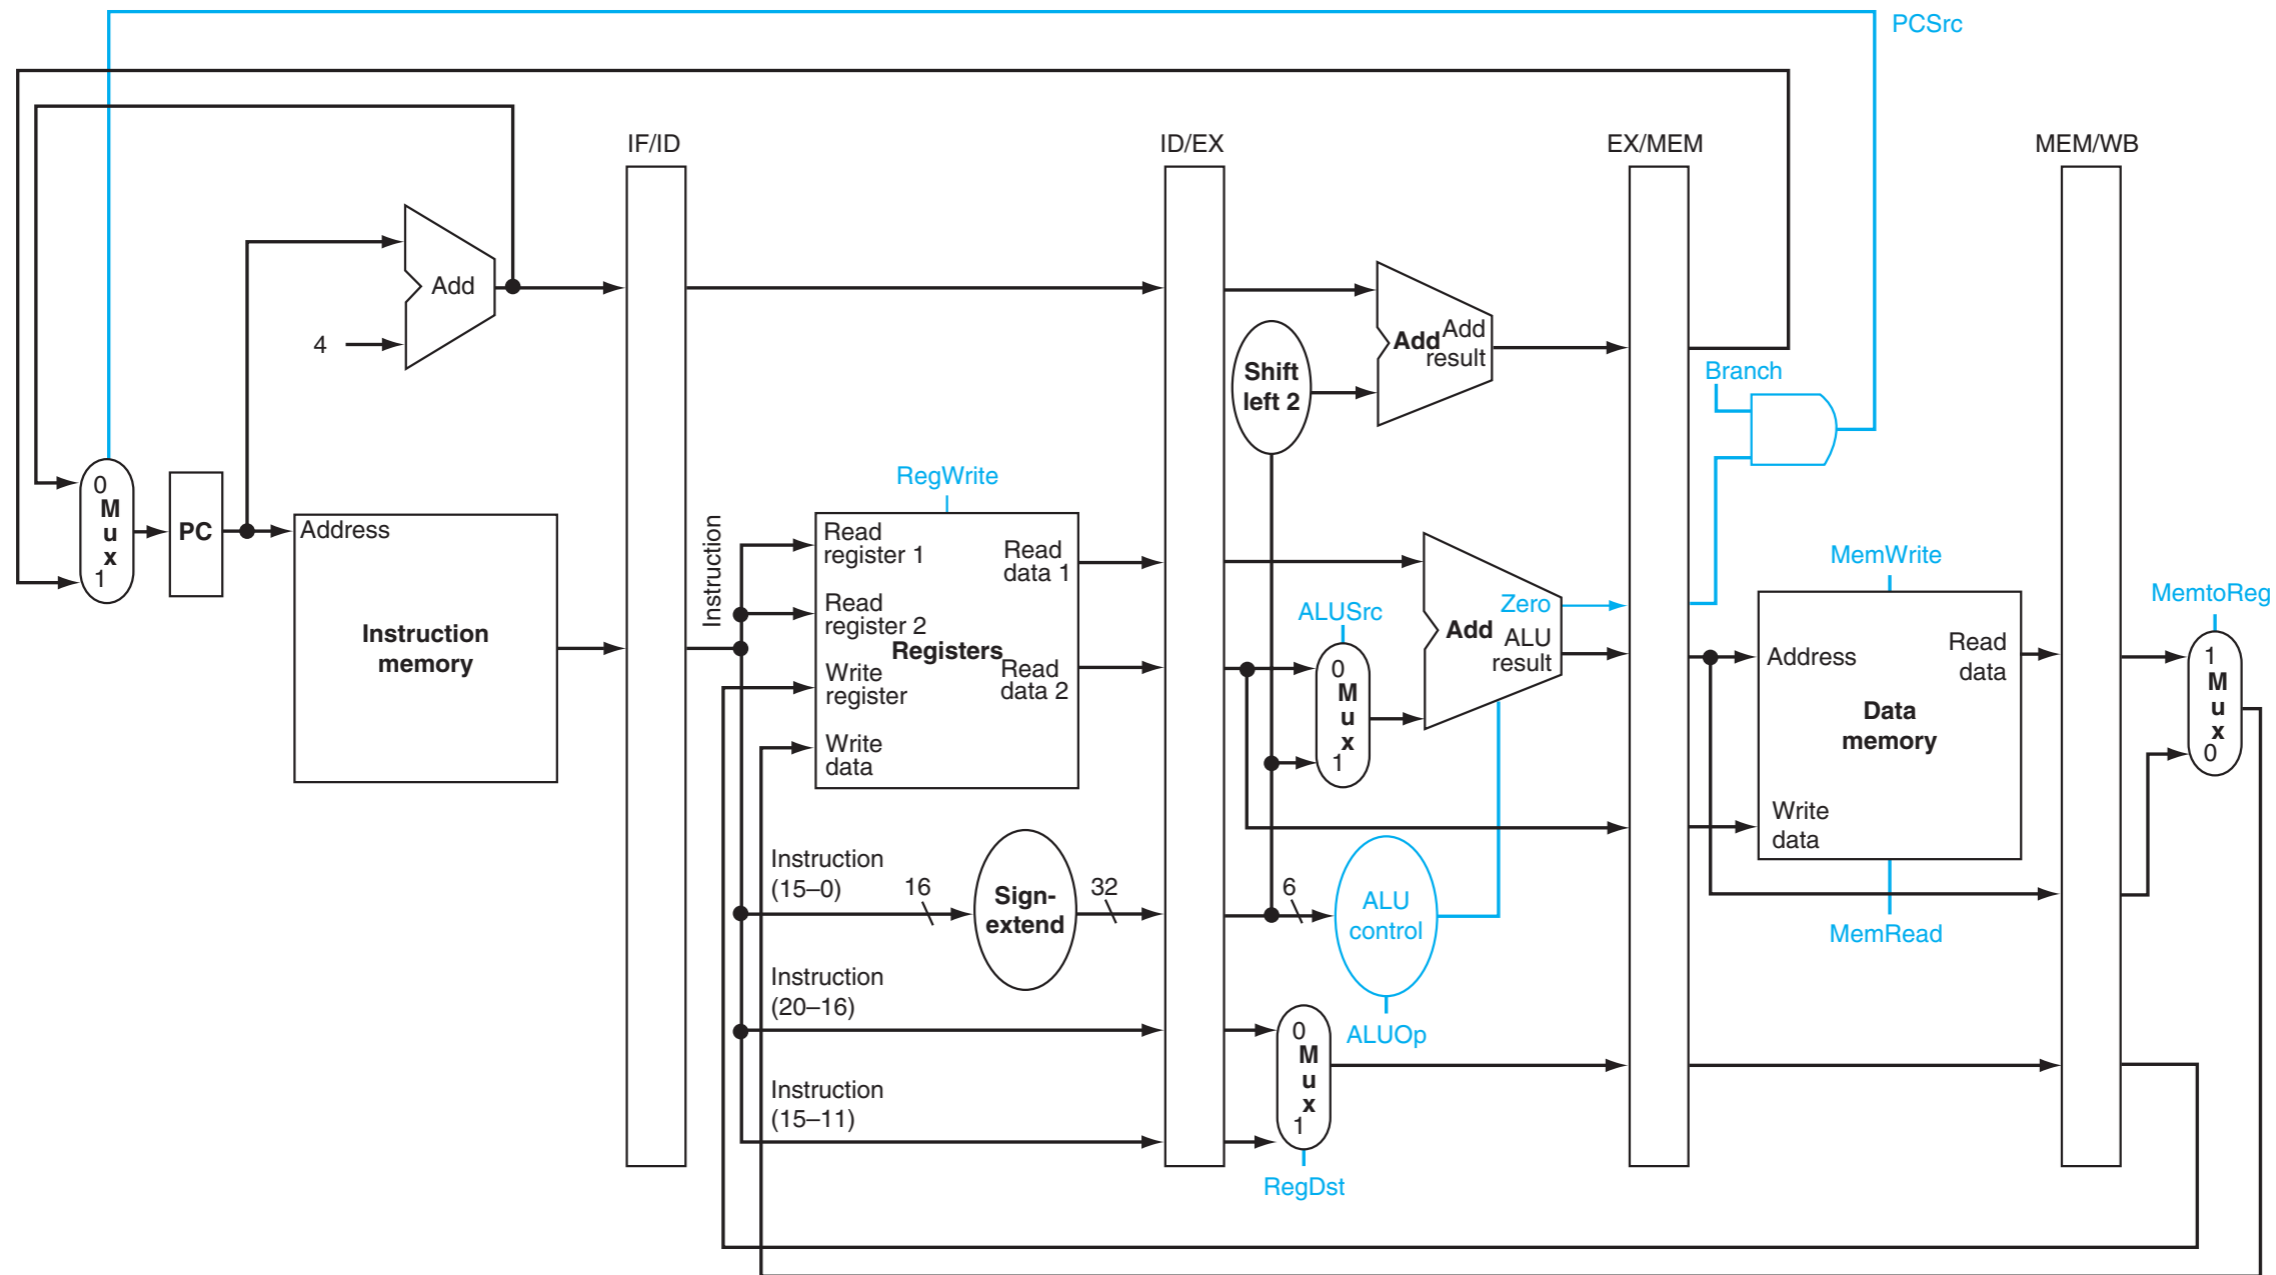 PCSrc
IF/ID
ID/EX
EX/MEM
MEM/WB
Add
4
Add
Add
result
Shift
left 2
Branch
0
M
u
x
1
PC
Address
Instruction
memory
Instruction
RegWrite
Read
register 1
Read
data 1
Read
register 2
Registers
Write
register
Read
data 2
Write
data
ALUSrc
0
M
u
x
1
Zero
Add
ALU
result
MemWrite
Address
Read
data
Data
memory
Write
data
MemRead
MemtoReg
1
M
u
x
0
Instruction
(15–0)
16
Sign-
extend
32
6
ALU
control
ALUOp
Instruction
(20–16)
Instruction
(15–11)
0
M
u
x
1
RegDst